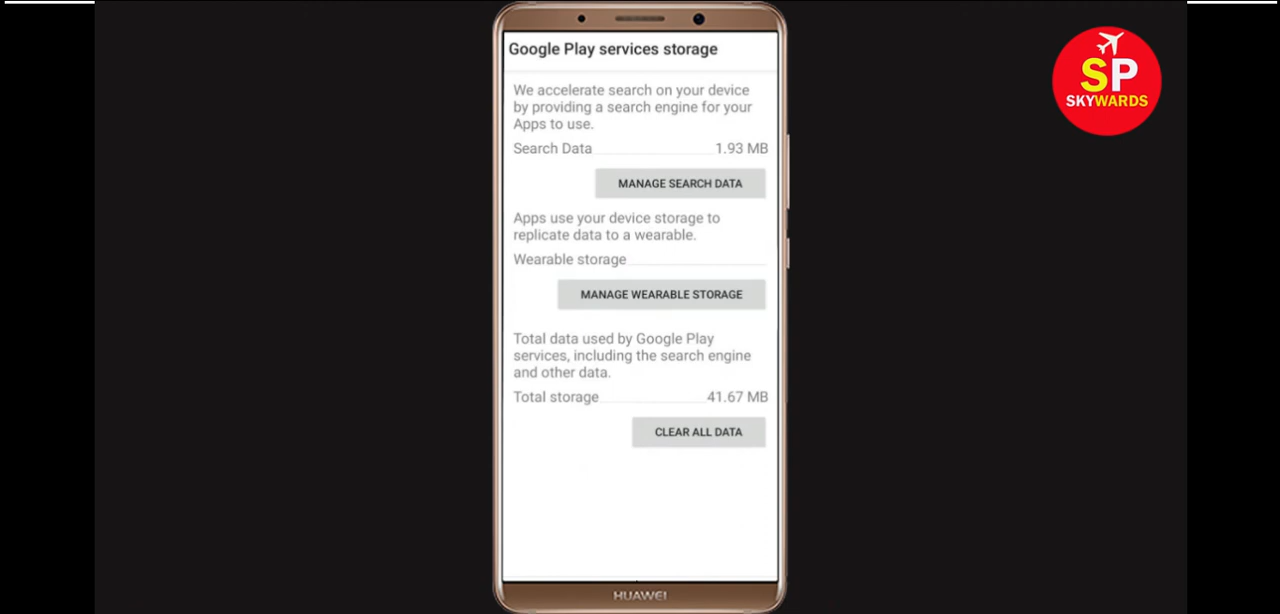 Google Play services storage
We accelerate search on your device
by providing a search engine for your
Apps to use.
Search Data 1.93 MB
MANAGE SEARCH DATA
Apps use your device storage to
replicate data to a wearable.
Wearable storage
MANAGE WEARABLE STORAGE
Total data used by Google Play
services, including the search engine
and other data.
Total storage 41.67 MB
CLEAR ALL DATA
HUAWEI
SP
SKYWARDS